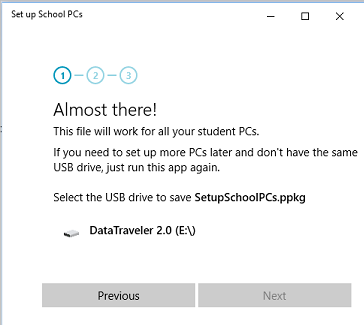 Set up School PCs
1 2 3
Almost there!
This file will work for all your student PCs.
If you need to set up more PCs later and don't have the same
USB drive, just run this app again.
Select the USB drive to save SetupSchoolPCs.ppkg
DataTraveler 2.0 (E:\)
Previous Next